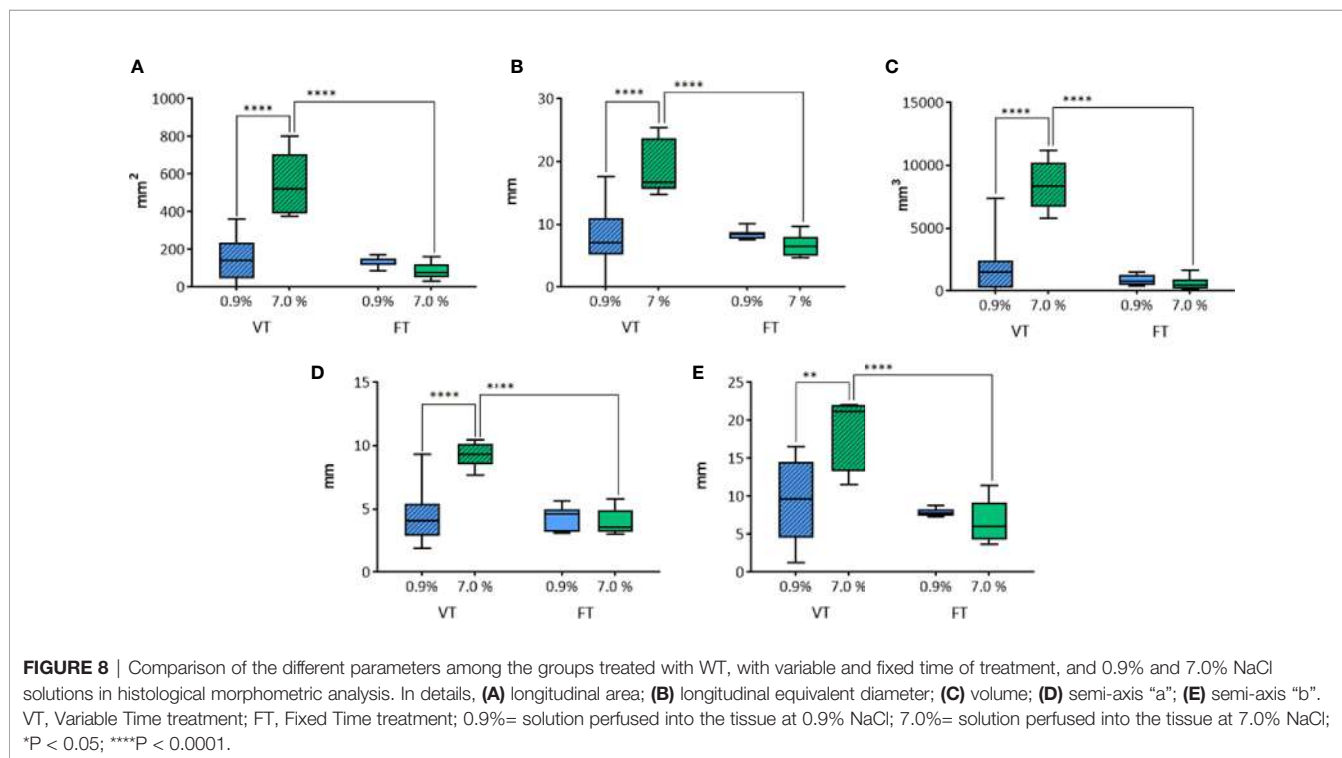 A
B
C
1000
800
600
400
200
0
mm²
****
****
0.9%
7.0%
0.9%
7.0%
VT
FT
30
20
10
0
mm
****
****
0.9%
7 %
0.9%
7 %
VT
FT
15000
10000
5000
0
mm³
****
****
0.9%
7.0%
0.9%
7.0%
VT
FT
D
E
15
10
5
0
mm
****
****
0.9%
7.0 %
0.9%
7.0 %
VT
FT
25
20
15
10
5
0
mm
**
****
0.9%
7.0 %
0.9%
7.0 %
VT
FT
FIGURE 8 | Comparison of the different parameters among the groups treated with WT, with variable and fixed time of treatment, and 0.9% and 7.0% NaCl
solutions in histological morphometric analysis. In details, (A) longitudinal area; (B) longitudinal equivalent diameter; (C) volume; (D) semi-axis “a”; (E) semi-axis “b”.
VT, Variable Time treatment; FT, Fixed Time treatment; 0.9%= solution perfused into the tissue at 0.9% NaCl; 7.0%= solution perfused into the tissue at 7.0% NaCl;
*P < 0.05; ****P < 0.0001.